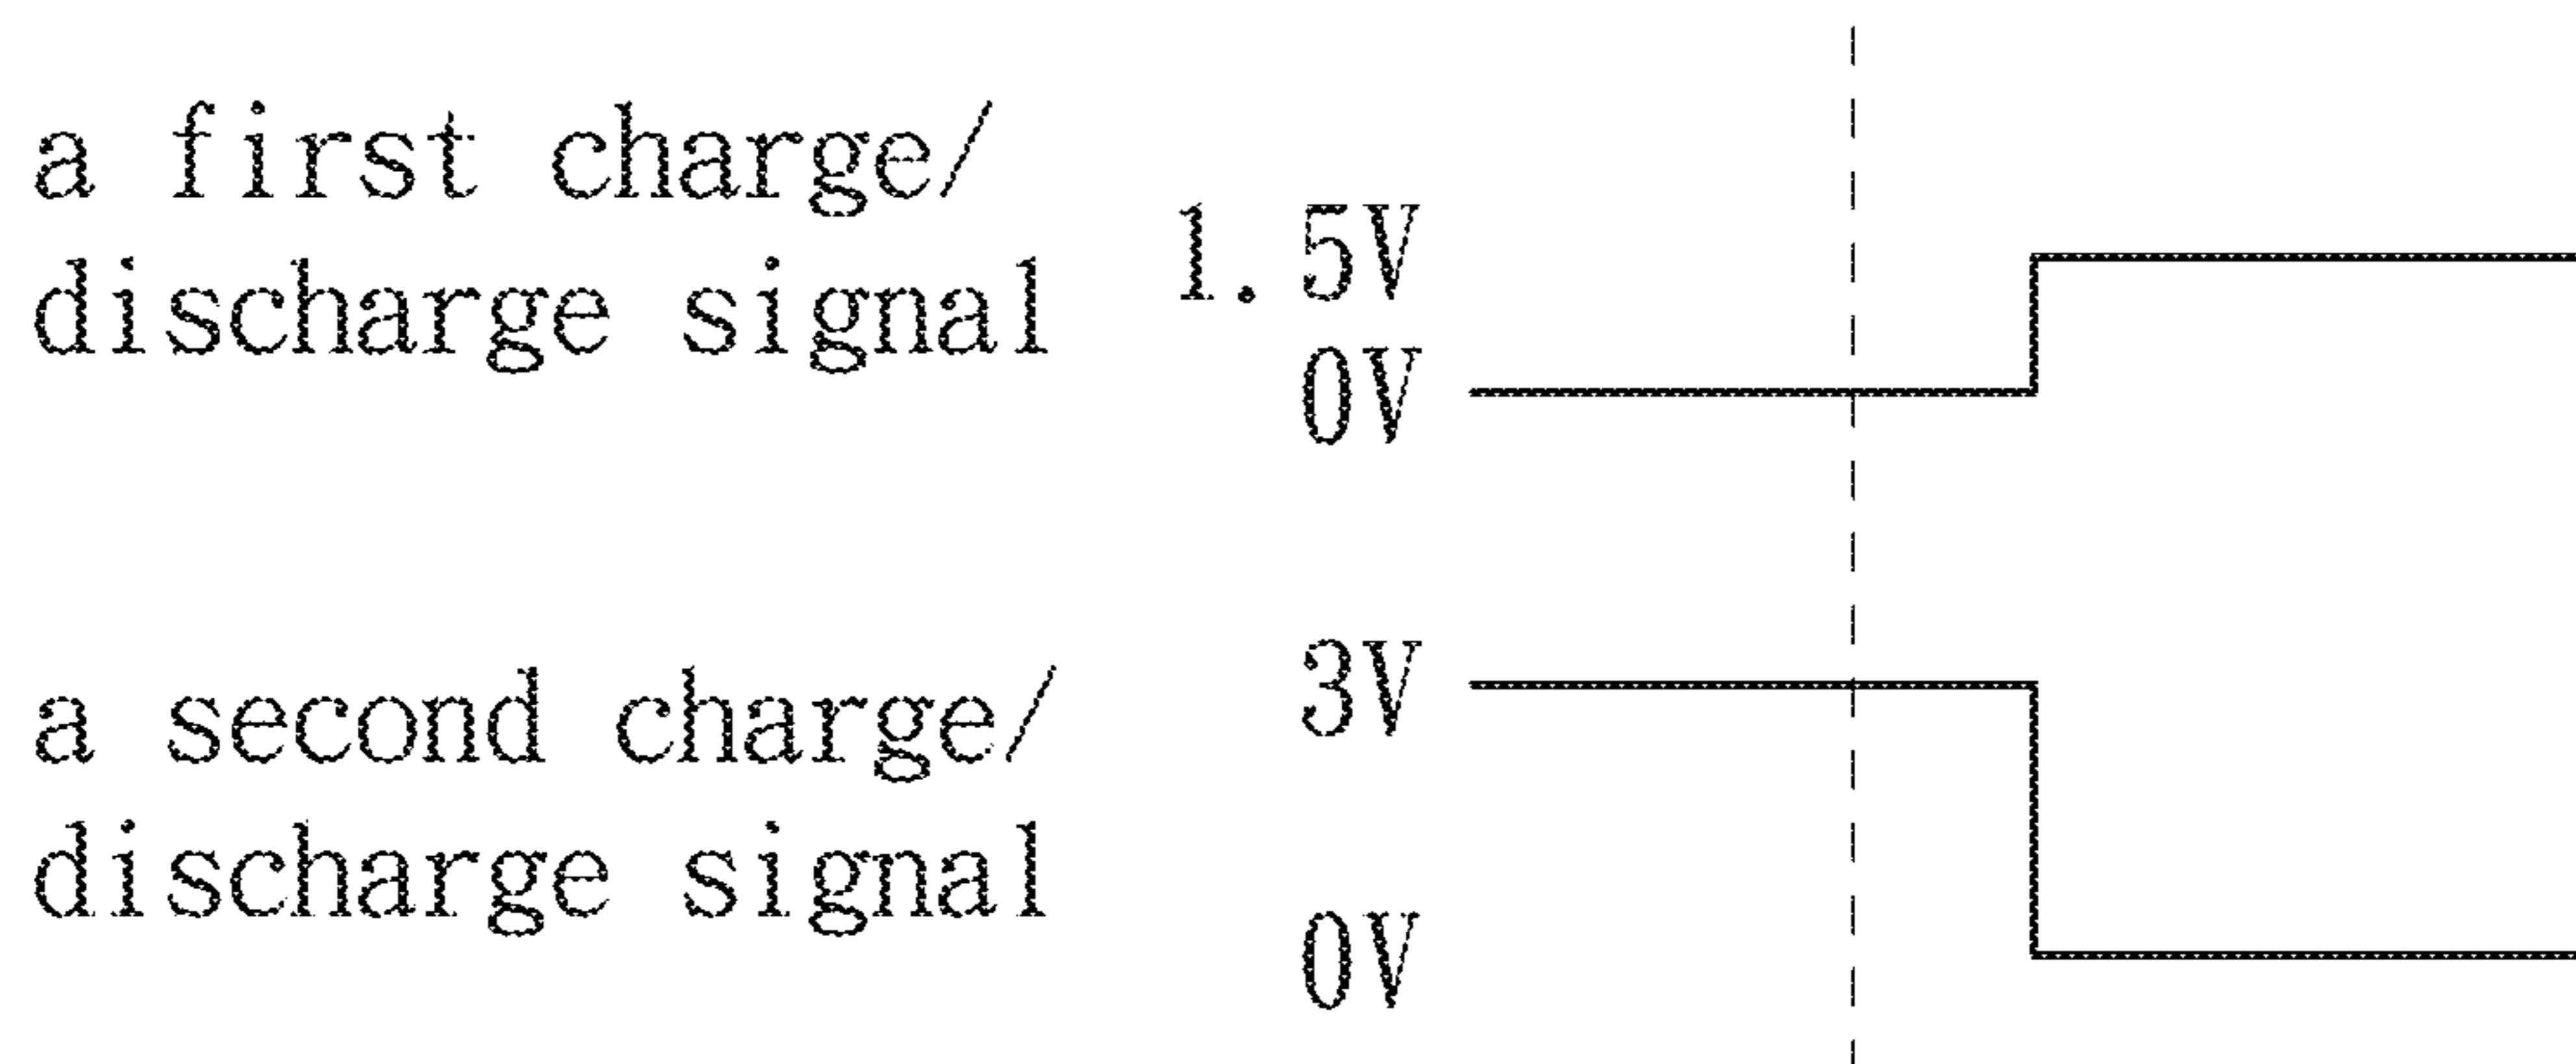 a first charge/
discharge signal
1.5V
0V
a second charge/
discharge signal
3V
0V